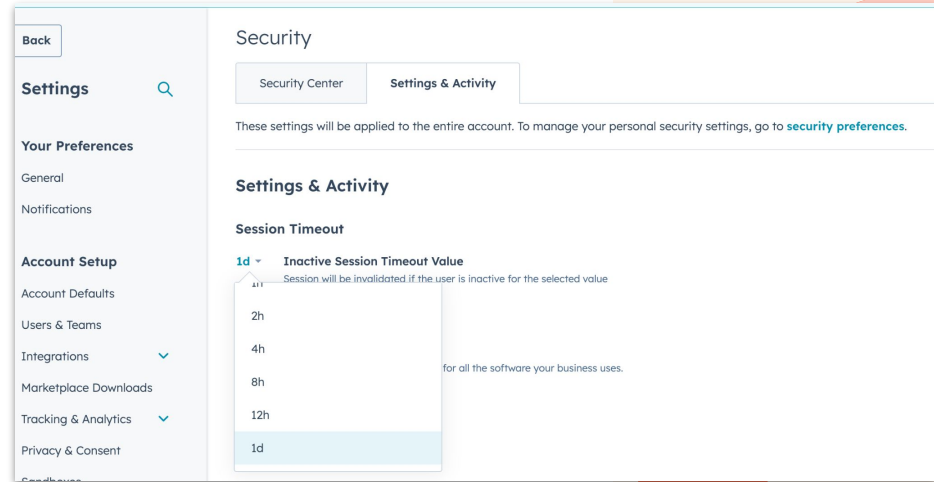 Back
Settings
Your Preferences
General
Notifications
Account Setup
Account Defaults
Users & Teams
Integrations
Marketplace Downloads
Tracking & Analytics
Privacy & Consent
Security
Security Center
Settings & Activity
These settings will be applied to the entire account. To manage your personal security settings, go to security preferences.
Settings & Activity
Session Timeout
1d
Inactive Session Timeout Value
Session will be invalidated if the user is inactive for the selected value
1h
2h
4h
8h
12h
1d
for all the software your business uses.